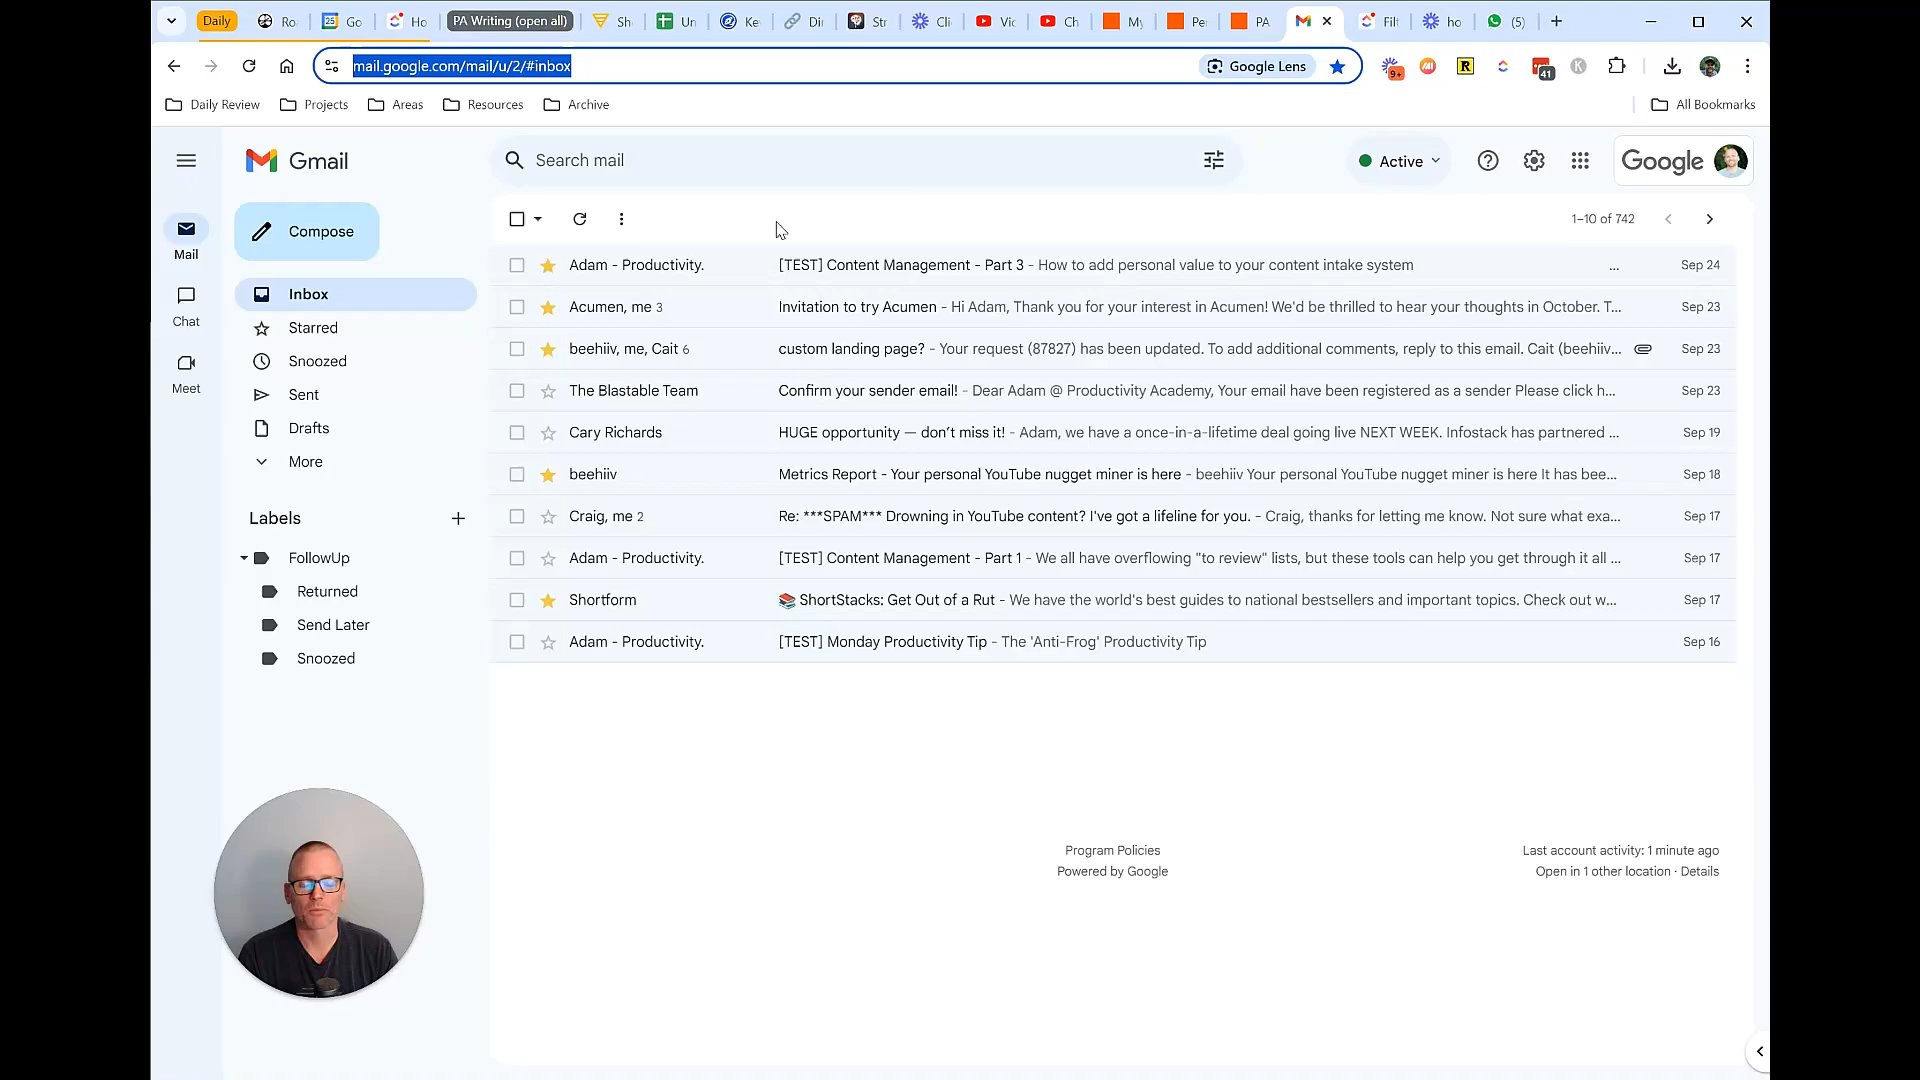 Daily
Ro
Go
Ho
PA Writing (open all)
Sh
Un
Ke
Di
Str
Cli
Vi
Ch
My
Pe
PA
Filt
ho
(5)
mail.google.com/mail/u/2/#inbox
Google Lens
9+
41
Daily Review
Projects
Areas
Resources
Archive
All Bookmarks
Gmail
Search mail
Active
Google
Compose
1–10 of 742
Mail
Chat
Meet
Inbox
Starred
Snoozed
Sent
Drafts
More
Labels
FollowUp
Returned
Send Later
Snoozed
Adam - Productivity. [TEST] Content Management - Part 3 - How to add personal value to your content intake system ... Sep 24
Acumen, me 3 Invitation to try Acumen - Hi Adam, Thank you for your interest in Acumen! We'd be thrilled to hear your thoughts in October. T... Sep 23
beehiiv, me, Cait 6 custom landing page? - Your request (87827) has been updated. To add additional comments, reply to this email. Cait (beehiiv... Sep 23
The Blastable Team Confirm your sender email! - Dear Adam @ Productivity Academy, Your email have been registered as a sender Please click h... Sep 23
Cary Richards HUGE opportunity — don't miss it! - Adam, we have a once-in-a-lifetime deal going live NEXT WEEK. Infostack has partnered ... Sep 19
beehiiv Metrics Report - Your personal YouTube nugget miner is here - beehiiv Your personal YouTube nugget miner is here It has bee... Sep 18
Craig, me 2 Re: ***SPAM*** Drowning in YouTube content? I've got a lifeline for you. - Craig, thanks for letting me know. Not sure what exa... Sep 17
Adam - Productivity. [TEST] Content Management - Part 1 - We all have overflowing "to review" lists, but these tools can help you get through it all ... Sep 17
Shortform 📚 ShortStacks: Get Out of a Rut - We have the world's best guides to national bestsellers and important topics. Check out w... Sep 17
Adam - Productivity. [TEST] Monday Productivity Tip - The 'Anti-Frog' Productivity Tip Sep 16
Program Policies
Powered by Google
Last account activity: 1 minute ago
Open in 1 other location · Details